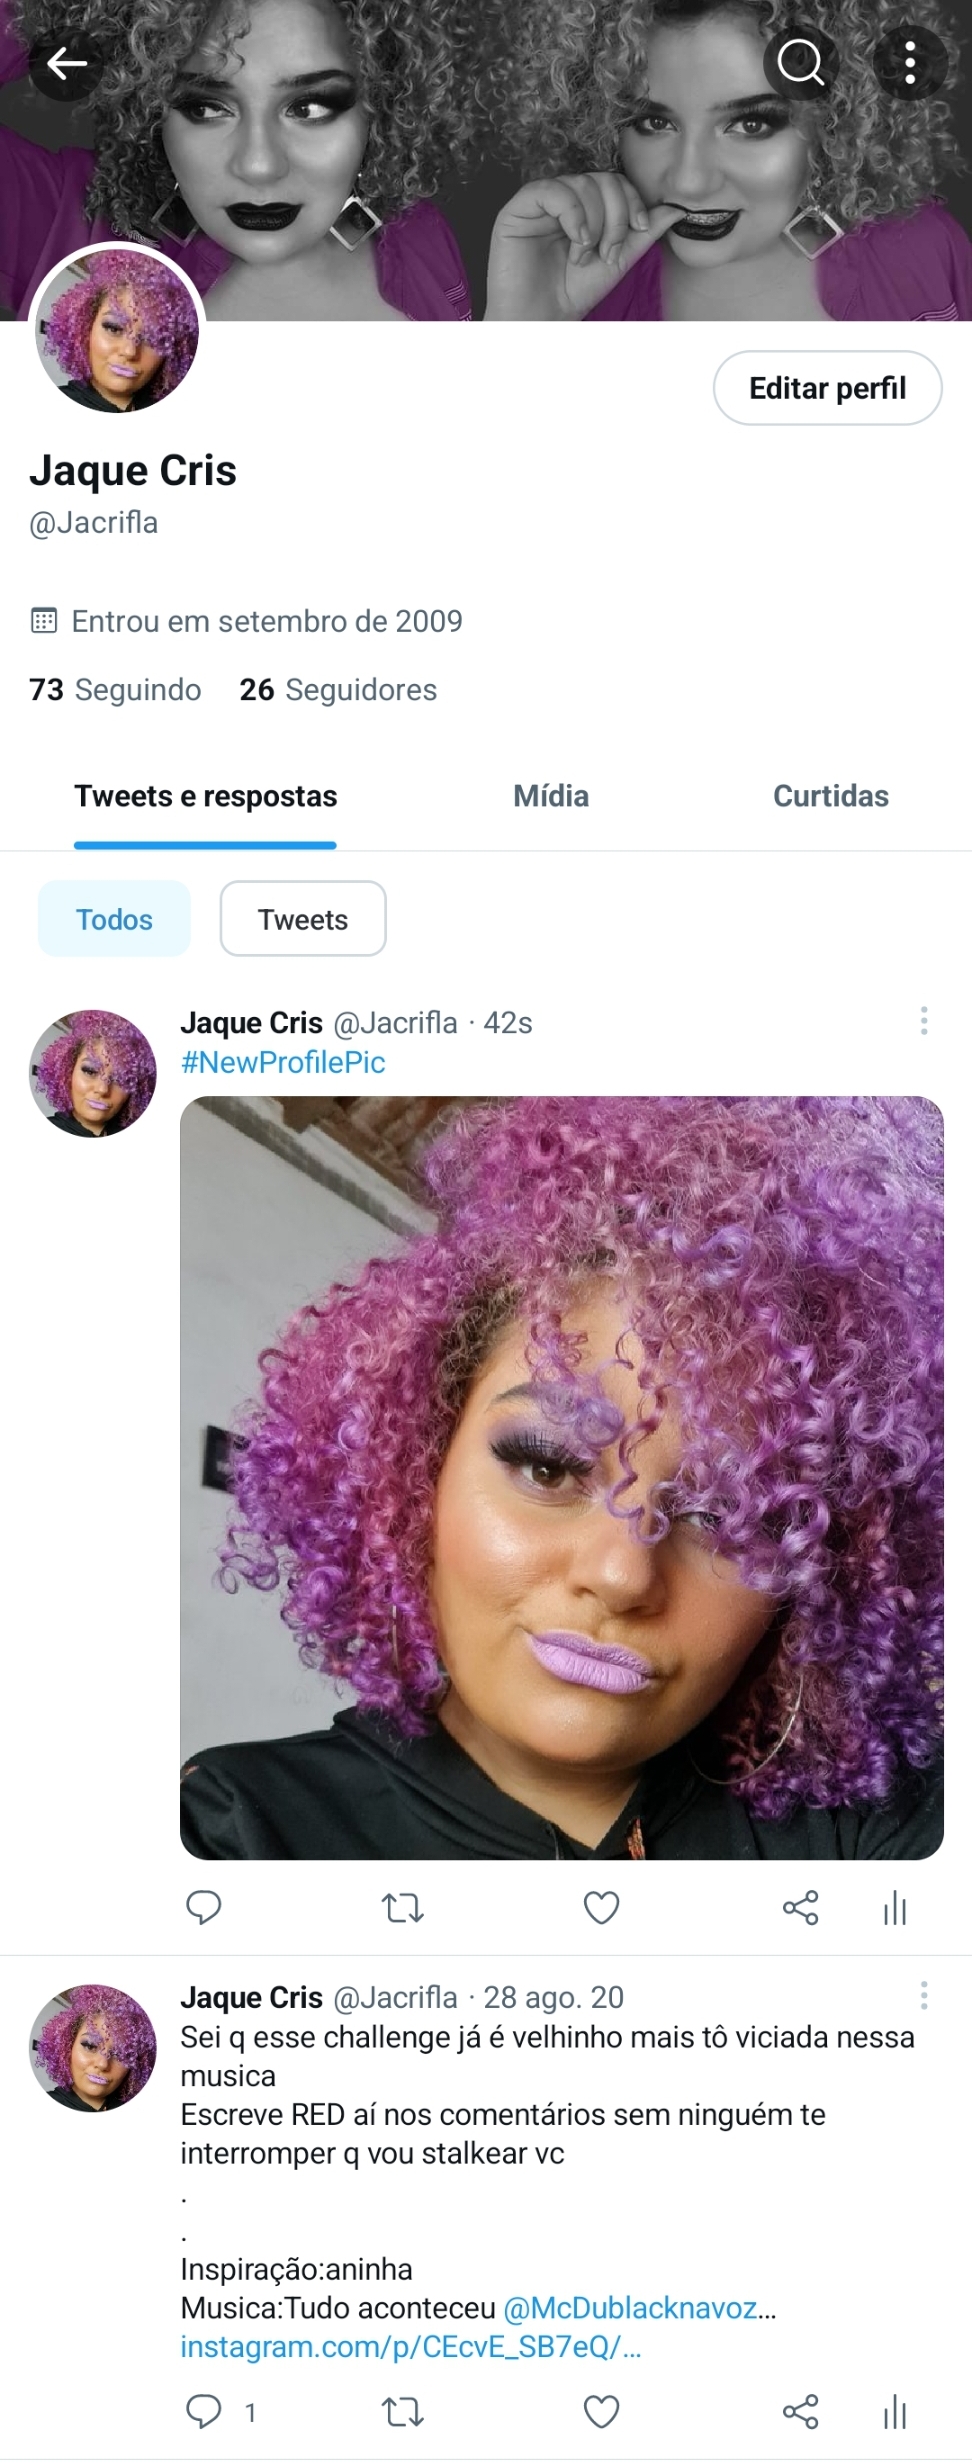 Editar perfil
Jaque Cris
@Jacrifla
Entrou em setembro de 2009
73 Seguindo 26 Seguidores
Tweets e respostas Mídia Curtidas
Todos Tweets
Jaque Cris @Jacrifla · 42s
#NewProfilePic
Jaque Cris @Jacrifla · 28 ago. 20
Sei q esse challenge já é velhinho mais tô viciada nessa
musica
Escreve RED aí nos comentários sem ninguém te
interromper q vou stalkear vc
.
.
Inspiração:aninha
Musica:Tudo aconteceu @McDublacknavoz…
instagram.com/p/CEcvE_SB7eQ/…
1